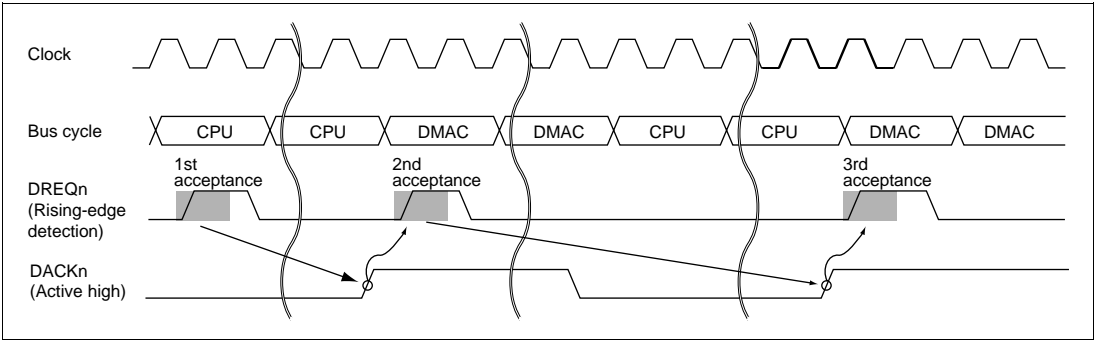 Clock
Bus cycle
CPU CPU DMAC DMAC CPU CPU DMAC DMAC
1st
acceptance
2nd
acceptance
3rd
acceptance
DREQn
(Rising-edge
detection)
DACKn
(Active high)